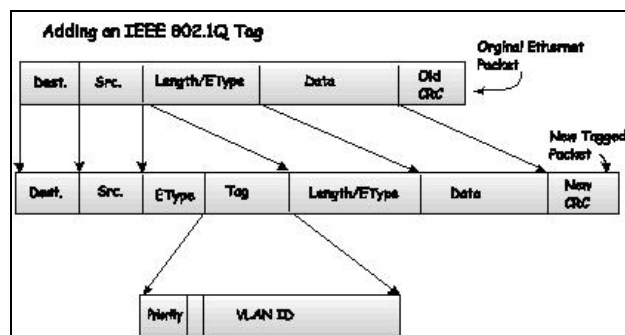 Adding an IEEE 802.1Q Tag
Orginal Ethernet
Packet
Dest. Src. Length/EType Data Old
CRC
New Tagged
Packet
Dest. Src. EType Tag Length/EType Data New
CRC
Priority VLAN ID